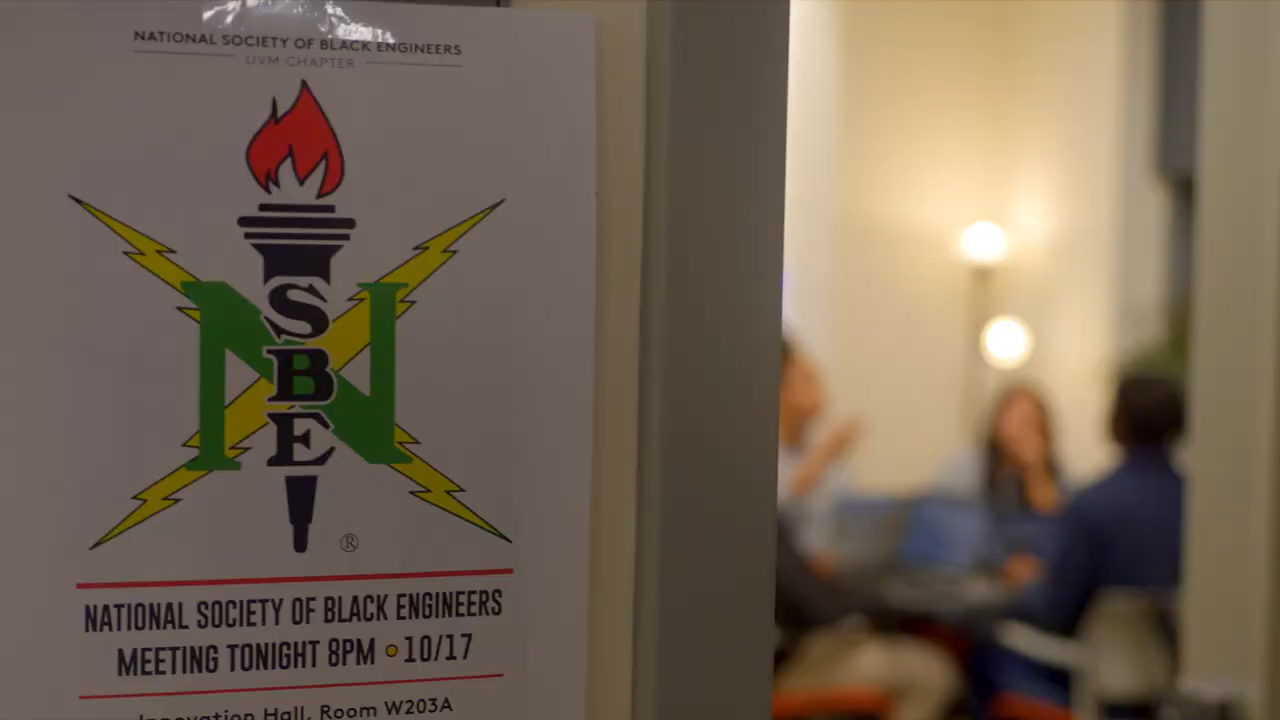 NATIONAL SOCIETY OF BLACK ENGINEERS
UVM CHAPTER
N
S
B
E
®
NATIONAL SOCIETY OF BLACK ENGINEERS
MEETING TONIGHT 8PM • 10/17
Innovation Hall, Room W203A